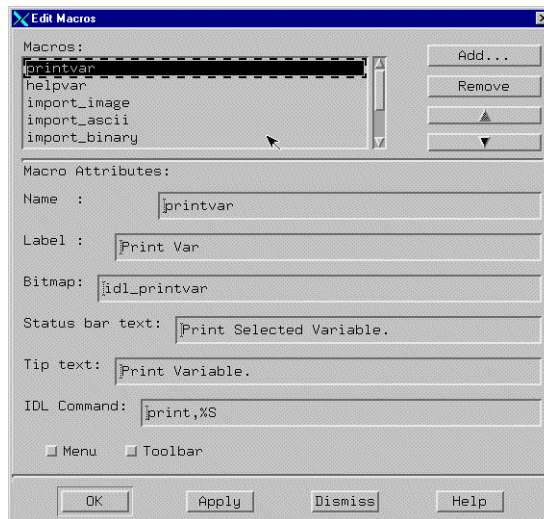 Edit Macros
Macros:
printvar
helpvar
import_image
import_ascii
import_binary
Add...
Remove
Macro Attributes:
Name : printvar
Label : Print Var
Bitmap: idl_printvar
Status bar text: Print Selected Variable.
Tip text: Print Variable.
IDL Command: print,%S
Menu Toolbar
OK Apply Dismiss Help